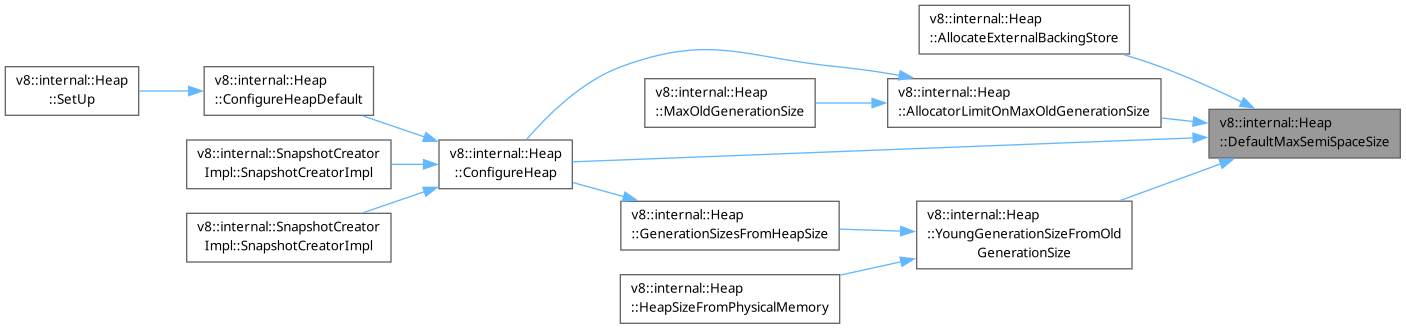 v8::internal::Heap
::SetUp
v8::internal::Heap
::ConfigureHeapDefault
v8::internal::SnapshotCreator
Impl::SnapshotCreatorImpl
v8::internal::SnapshotCreator
Impl::SnapshotCreatorImpl
v8::internal::Heap
::ConfigureHeap
v8::internal::Heap
::MaxOldGenerationSize
v8::internal::Heap
::GenerationSizesFromHeapSize
v8::internal::Heap
::HeapSizeFromPhysicalMemory
v8::internal::Heap
::AllocateExternalBackingStore
v8::internal::Heap
::AllocatorLimitOnMaxOldGenerationSize
v8::internal::Heap
::YoungGenerationSizeFromOld
GenerationSize
v8::internal::Heap
::DefaultMaxSemiSpaceSize